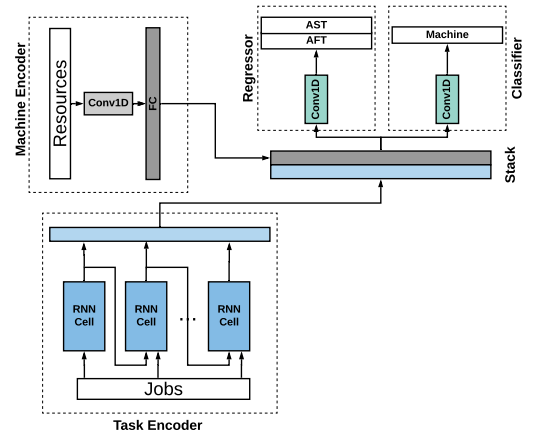 Machine Encoder
Resources
Conv1D
FC
Regressor
AST
AFT
Conv1D
Machine
Conv1D
Classifier
Stack
RNN
Cell
RNN
Cell
...
RNN
Cell
Jobs
Task Encoder